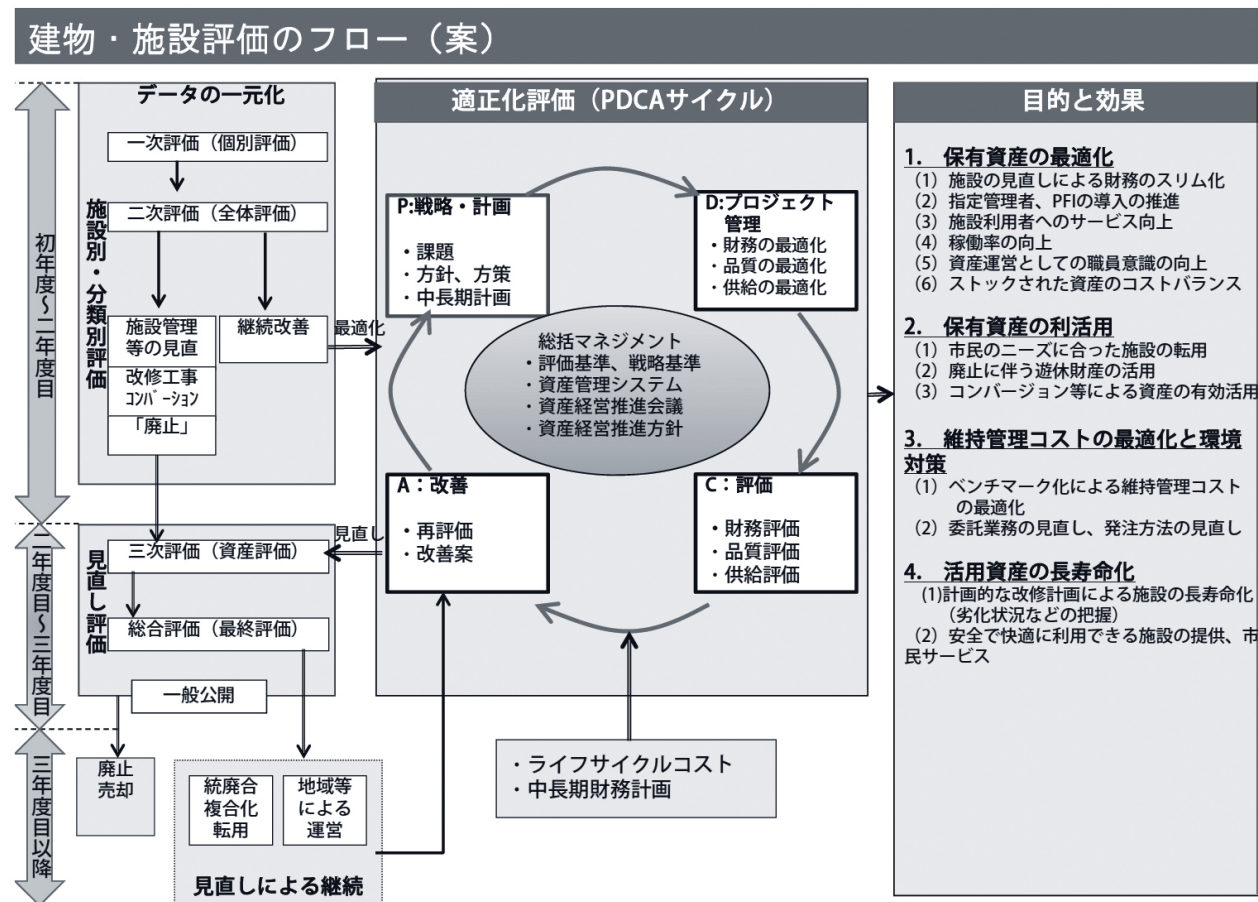 建物・施設評価のフロー（案）
初年度～二年度目
二年度目～三年度目
三年度目以降
データの一元化
施設別・分類別評価
一次評価（個別評価）
二次評価（全体評価）
施設管理
等の見直
改修工事
ｺﾝﾊﾞｰｼｮﾝ
「廃止」
継続改善
最適化
見直し評価
三次評価（資産評価）
総合評価（最終評価）
一般公開
見直し
廃止
売却
統廃合
複合化
転用
地域等
による
運営
見直しによる継続
適正化評価（PDCAサイクル）
P:戦略・計画
・課題
・方針、方策
・中長期計画
D:プロジェクト
管理
・財務の最適化
・品質の最適化
・供給の最適化
総括マネジメント
・評価基準、戦略基準
・資産管理システム
・資産経営推進会議
・資産経営推進方針
A：改善
・再評価
・改善案
C：評価
・財務評価
・品質評価
・供給評価
・ライフサイクルコスト
・中長期財務計画
目的と効果
1. 保有資産の最適化
（1）施設の見直しによる財務のスリム化
（2）指定管理者、PFIの導入の推進
（3）施設利用者へのサービス向上
（4）稼働率の向上
（5）資産運営としての職員意識の向上
（6）ストックされた資産のコストバランス
2. 保有資産の利活用
（1）市民のニーズに合った施設の転用
（2）廃止に伴う遊休財産の活用
（3）コンバージョン等による資産の有効活用
3. 維持管理コストの最適化と環境
対策
（1）ベンチマーク化による維持管理コスト
の最適化
（2）委託業務の見直し、発注方法の見直し
4. 活用資産の長寿命化
(1)計画的な改修計画による施設の長寿命化
（劣化状況などの把握）
（2）安全で快適に利用できる施設の提供、市
民サービス